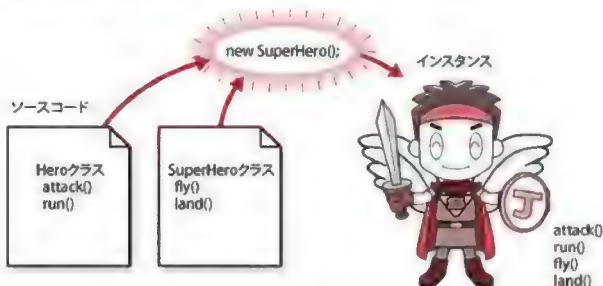 new SuperHero();
インスタンス
ソースコード
Heroクラス
attack()
run()
SuperHeroクラス
fly()
land()
J
attack()
run()
fly()
land()